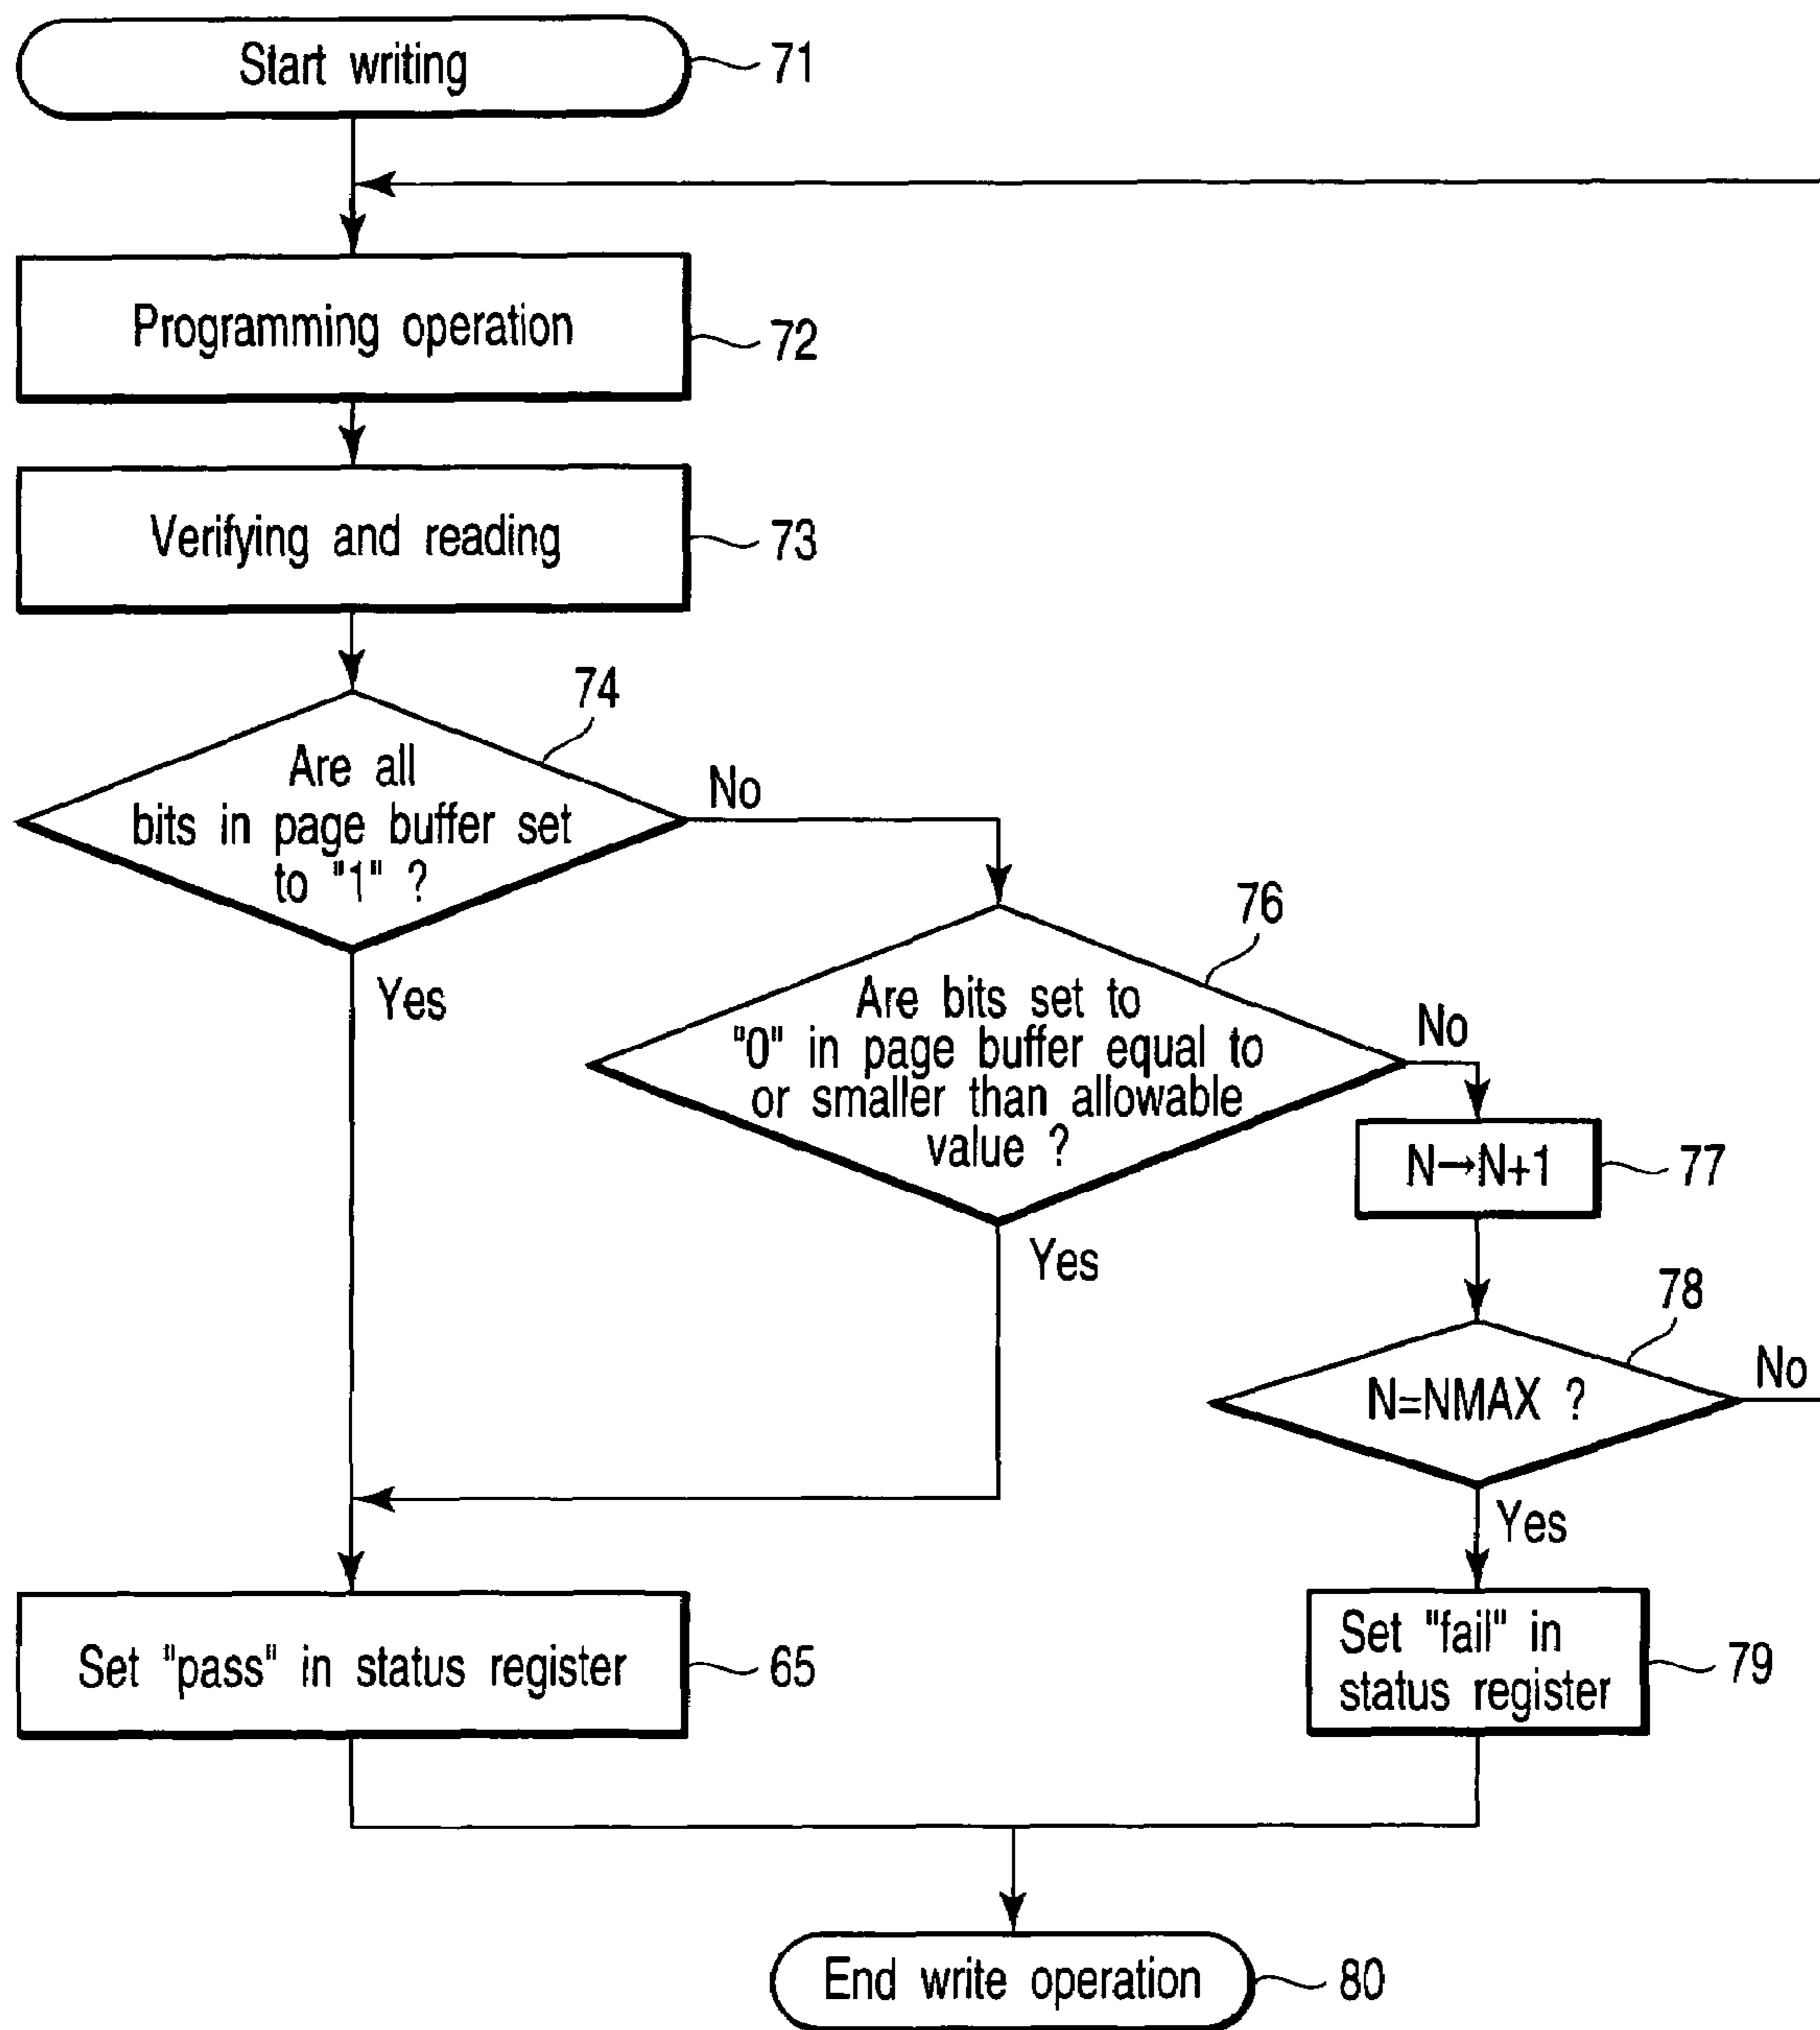 Start writing
71
Programming operation
72
Verifying and reading
73
74
Are all
bits in page buffer set
to "1" ?
No
Yes
76
Are bits set to
"0" in page buffer equal to
or smaller than allowable
value ?
No
Yes
N→N+1
77
78
N=NMAX ?
No
Yes
Set "pass" in status register
65
Set "fail" in
status register
79
End write operation
80